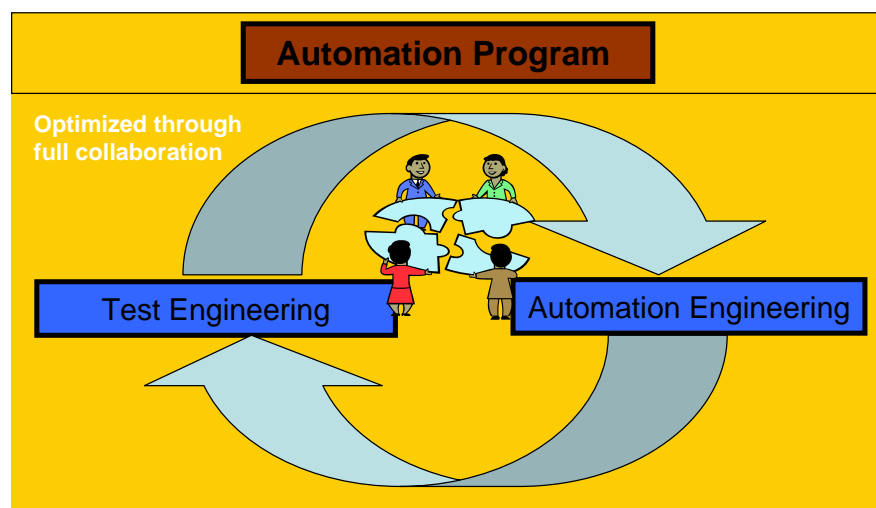 Automation Program
Optimized through
full collaboration
Test Engineering
Automation Engineering